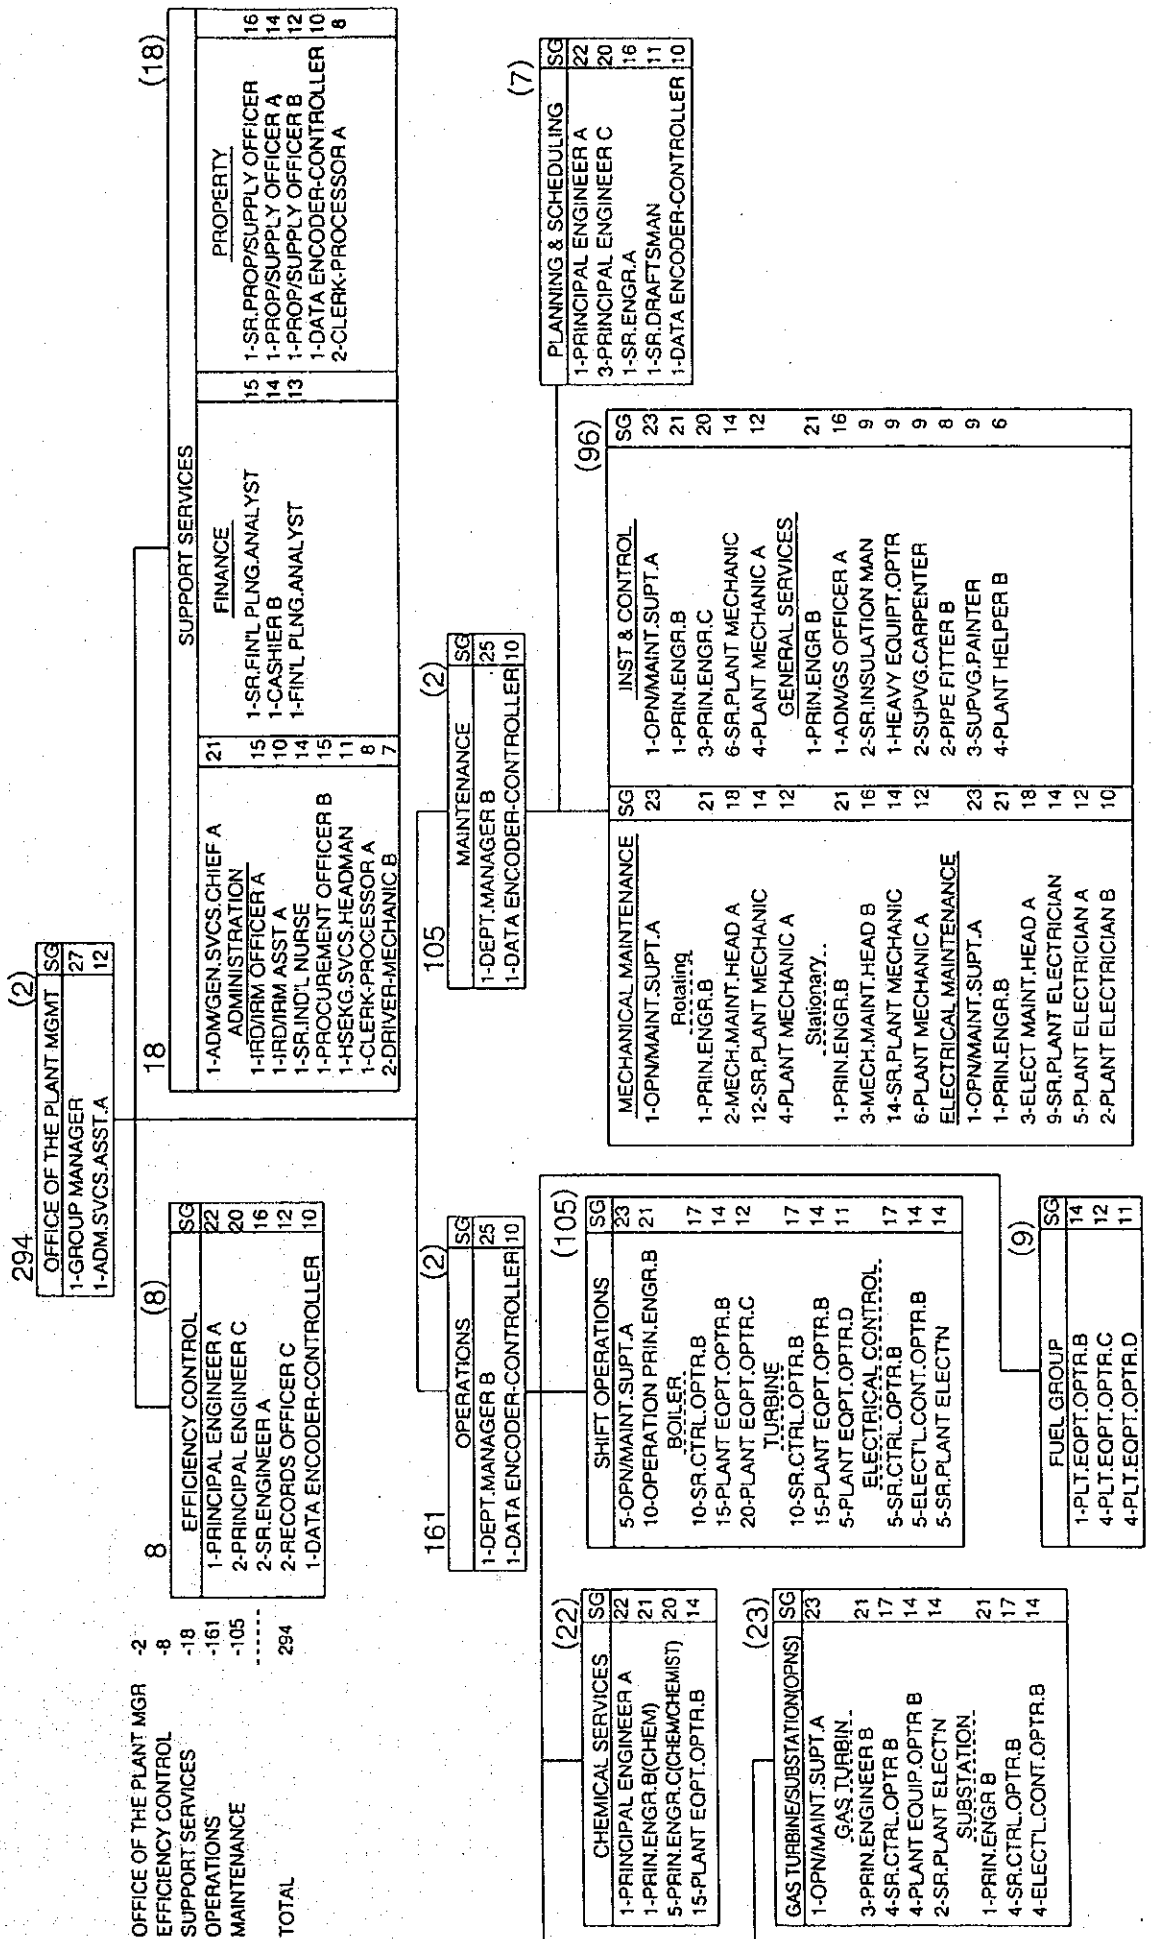 OFFICE OF THE PLANT MGR -2
EFFICIENCY CONTROL -8
SUPPORT SERVICES -18
OPERATIONS -161
MAINTENANCE -105
------
TOTAL 294
294
(2)
OFFICE OF THE PLANT MGMT SG
1-GROUP MANAGER 27
1-ADM.SVCS.ASST.A 12
8
(8)
EFFICIENCY CONTROL SG
1-PRINCIPAL ENGINEER A 22
2-PRINCIPAL ENGINEER C 20
2-SR.ENGINEER A 16
2-RECORDS OFFICER C 12
1-DATA ENCODER-CONTROLLER 10
18
(18)
SUPPORT SERVICES
1-ADM/GEN.SVCS.CHIEF A 21
ADMINISTRATION
1-IRD/IRM OFFICER A 15
1-IRD/IRM ASST A 10
1-SR.IND'L NURSE 14
1-PROCUREMENT OFFICER B 15
1-HSEKG.SVCS.HEADMAN 11
1-CLERK-PROCESSOR A 8
2-DRIVER-MECHANIC B 7
FINANCE
1-SR.FIN'L PLNG.ANALYST 15
1-CASHIER B 14
1-FIN'L PLNG.ANALYST 13
PROPERTY
1-SR.PROP/SUPPLY OFFICER 16
1-PROP/SUPPLY OFFICER A 14
1-PROP/SUPPLY OFFICER B 12
1-DATA ENCODER-CONTROLLER 10
2-CLERK-PROCESSOR A 8
161
(2)
OPERATIONS SG
1-DEPT.MANAGER B 25
1-DATA ENCODER-CONTROLLER 10
105
(2)
MAINTENANCE SG
1-DEPT.MANAGER B 25
1-DATA ENCODER-CONTROLLER 10
(7)
PLANNING & SCHEDULING SG
1-PRINCIPAL ENGINEER A 22
3-PRINCIPAL ENGINEER C 20
1-SR.ENGR.A 16
1-SR.DRAFTSMAN 11
1-DATA ENCODER-CONTROLLER 10
(22)
CHEMICAL SERVICES SG
1-PRINCIPAL ENGINEER A 22
1-PRIN.ENGR.B(CHEM) 21
5-PRIN.ENGR.C(CHEM/CHEMIST) 20
15-PLANT EQPT.OPTR.B 14
(105)
SHIFT OPERATIONS SG
5-OPN/MAINT.SUPT.A 23
10-OPERATION PRIN.ENGR.B 21
BOILER
10-SR.CTRL.OPTR.B 17
15-PLANT EQPT.OPTR.B 14
20-PLANT EQPT.OPTR.C 12
TURBINE
10-SR.CTRL.OPTR.B 17
15-PLANT EQPT.OPTR.B 14
5-PLANT EQPT.OPTR.D 11
ELECTRICAL CONTROL
5-SR.CTRL.OPTR.B 17
5-ELECT'L.CONT.OPTR.B 14
5-SR.PLANT ELECT'N 14
(96)
MECHANICAL MAINTENANCE SG
1-OPN/MAINT.SUPT.A 23
Rotating
1-PRIN.ENGR.B 21
2-MECH.MAINT.HEAD A 18
12-SR.PLANT MECHANIC 14
4-PLANT MECHANIC A 12
Stationary
1-PRIN.ENGR.B 21
3-MECH.MAINT.HEAD B 16
14-SR.PLANT MECHANIC 14
6-PLANT MECHANIC A 12
ELECTRICAL MAINTENANCE
1-OPN/MAINT.SUPT.A 23
1-PRIN.ENGR.B 21
3-ELECT MAINT.HEAD A 18
9-SR.PLANT ELECTRICIAN 14
5-PLANT ELECTRICIAN A 12
2-PLANT ELECTRICIAN B 10
INST & CONTROL SG
1-OPN/MAINT.SUPT.A 23
1-PRIN.ENGR.B 21
3-PRIN.ENGR.C 20
6-SR.PLANT MECHANIC 14
4-PLANT MECHANIC A 12
GENERAL SERVICES
1-PRIN.ENGR B 21
1-ADM/GS OFFICER A 16
2-SR.INSULATION MAN 9
1-HEAVY EQUIPT.OPTR 9
2-SUPVG.CARPENTER 9
2-PIPE FITTER B 8
3-SUPVG.PAINTER 9
4-PLANT HELPER B 6
(23)
GAS TURBINE/SUBSTATION(OPNS) SG
1-OPN/MAINT.SUPT.A 23
GAS TURBIN
3-PRIN.ENGINEER B 21
4-SR.CTRL.OPTR B 17
4-PLANT EQUIP.OPTR B 14
2-SR.PLANT ELECT'N 14
SUBSTATION
1-PRIN.ENGR B 21
4-SR.CTRL.OPTR.B 17
4-ELECT'L.CONT.OPTR.B 14
(9)
FUEL GROUP SG
1-PLT.EQPT.OPTR.B 14
4-PLT.EQPT.OPTR.C 12
4-PLT.EQPT.OPTR.D 11